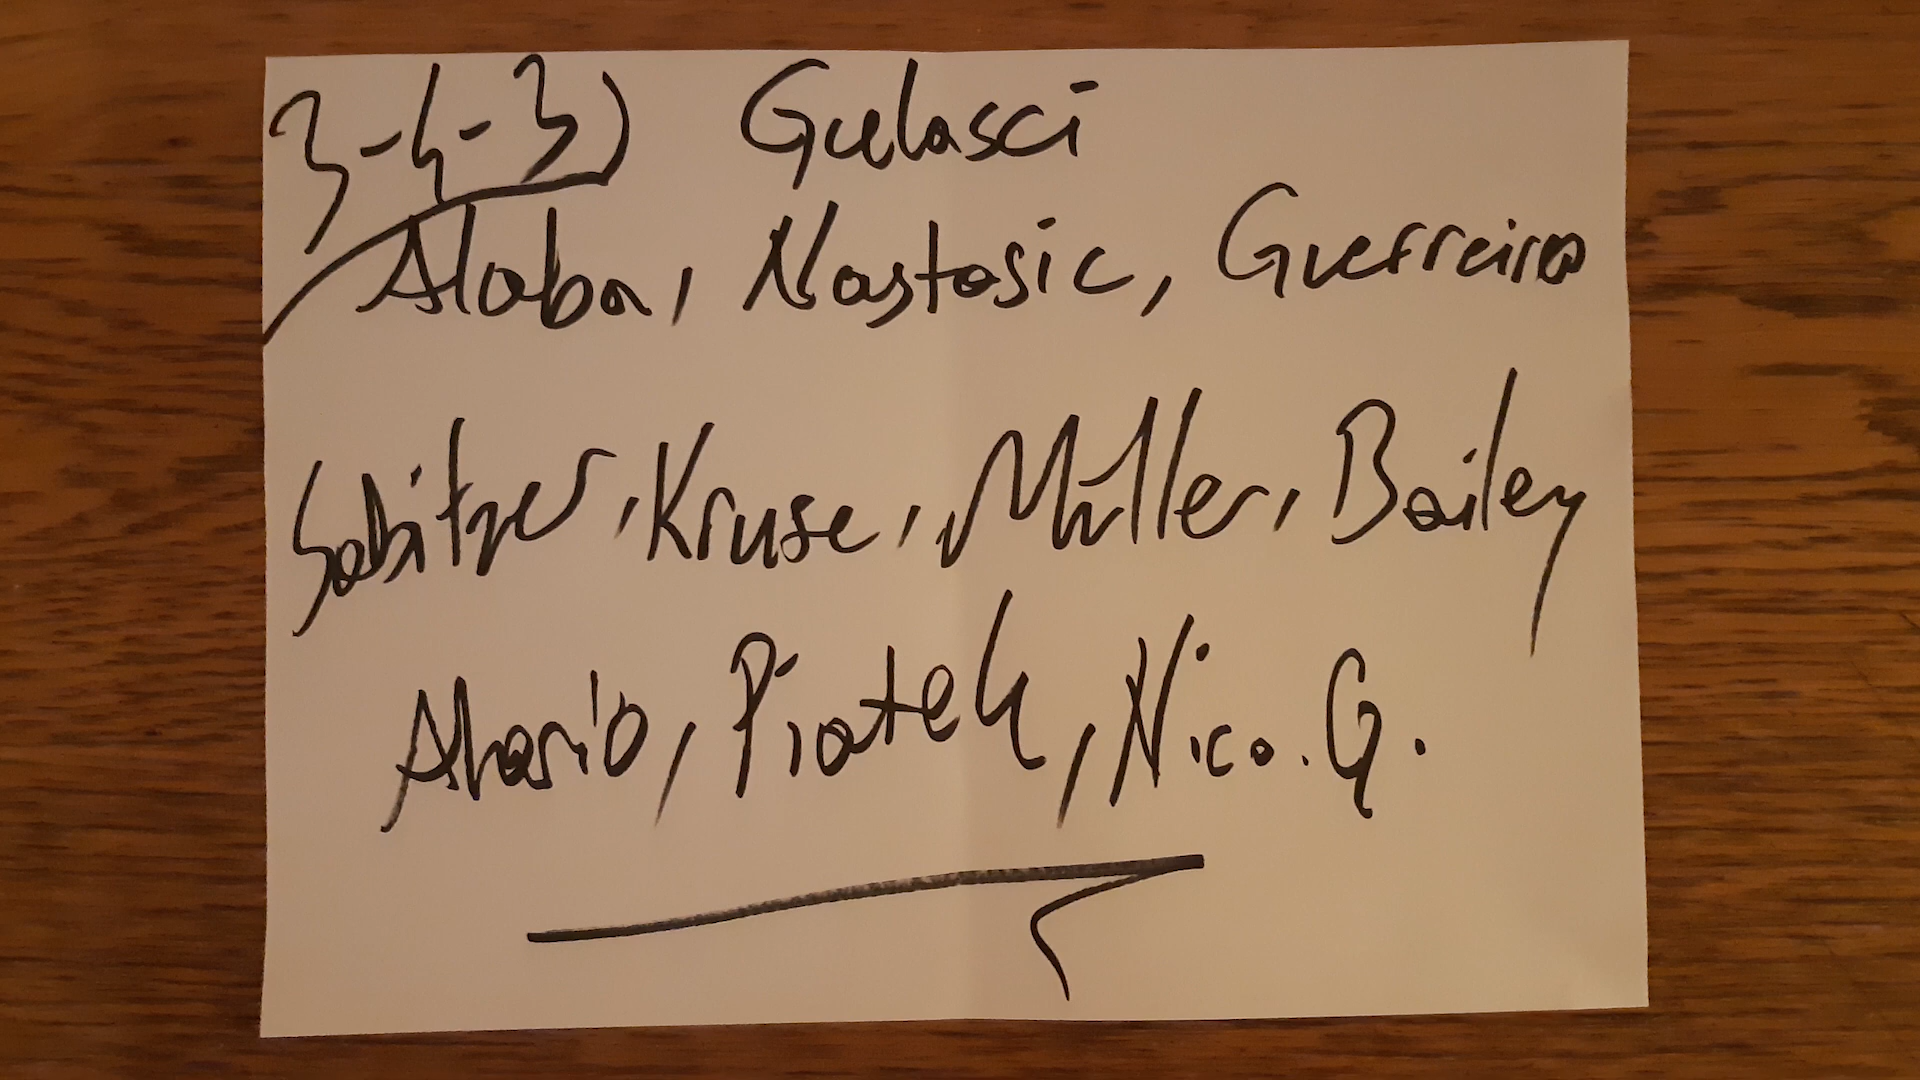 3-4-3) Gulasci
Alaba, Nastasic, Guerreiro
Sabitzer, Kruse, Müller, Bailey
Alario, Piatek, Nico. G.